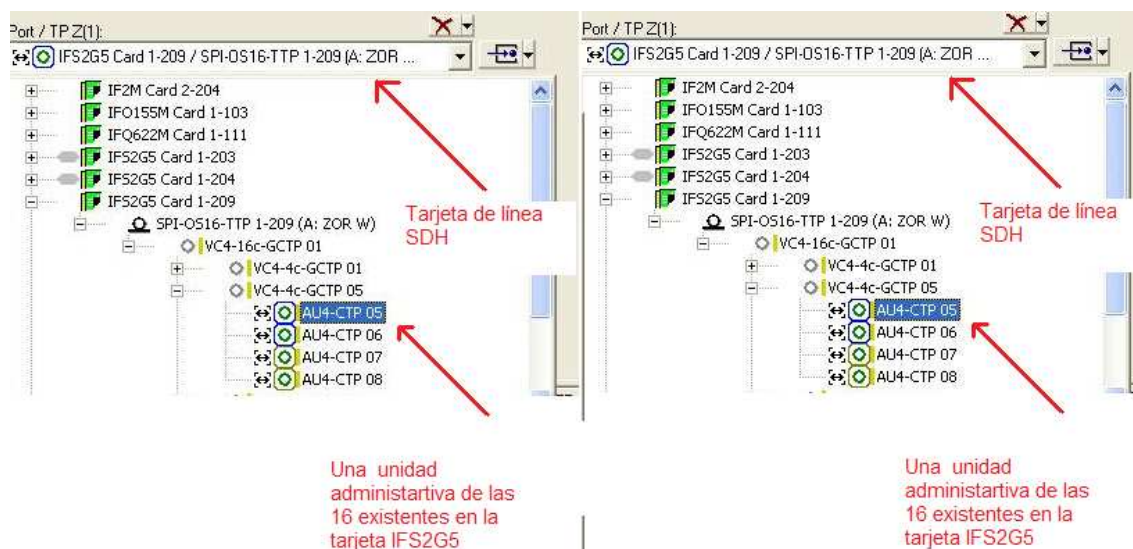 Port / TP Z(1):
IFS2G5 Card 1-209 / SPI-OS16-TTP 1-209 (A: ZOR ...
IF2M Card 2-204
IFO155M Card 1-103
IFQ622M Card 1-111
IFS2G5 Card 1-203
IFS2G5 Card 1-204
IFS2G5 Card 1-209
SPI-OS16-TTP 1-209 (A: ZOR W)
VC4-16c-GCTP 01
VC4-4c-GCTP 01
VC4-4c-GCTP 05
AU4-CTP 05
AU4-CTP 06
AU4-CTP 07
AU4-CTP 08
Tarjeta de línea
SDH
Una unidad
administartiva de las
16 existentes en la
tarjeta IFS2G5
Port / TP Z(1):
IFS2G5 Card 1-209 / SPI-OS16-TTP 1-209 (A: ZOR ...
IF2M Card 2-204
IFO155M Card 1-103
IFQ622M Card 1-111
IFS2G5 Card 1-203
IFS2G5 Card 1-204
IFS2G5 Card 1-209
SPI-OS16-TTP 1-209 (A: ZOR W)
VC4-16c-GCTP 01
VC4-4c-GCTP 01
VC4-4c-GCTP 05
AU4-CTP 05
AU4-CTP 06
AU4-CTP 07
AU4-CTP 08
Tarjeta de línea
SDH
Una unidad
administartiva de las
16 existentes en la
tarjeta IFS2G5